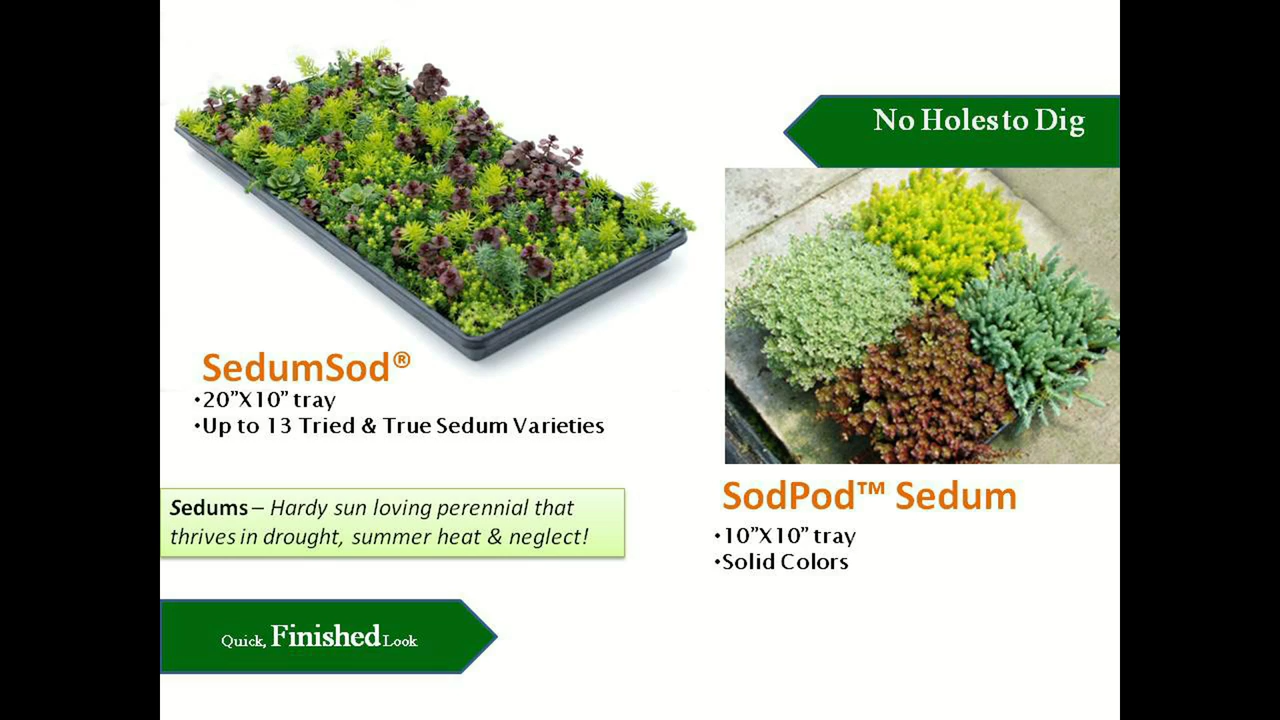 No Holes to Dig
SedumSod®
•20”X10” tray
•Up to 13 Tried & True Sedum Varieties
Sedums – Hardy sun loving perennial that
thrives in drought, summer heat & neglect!
SodPod™ Sedum
•10”X10” tray
•Solid Colors
Quick, Finished Look